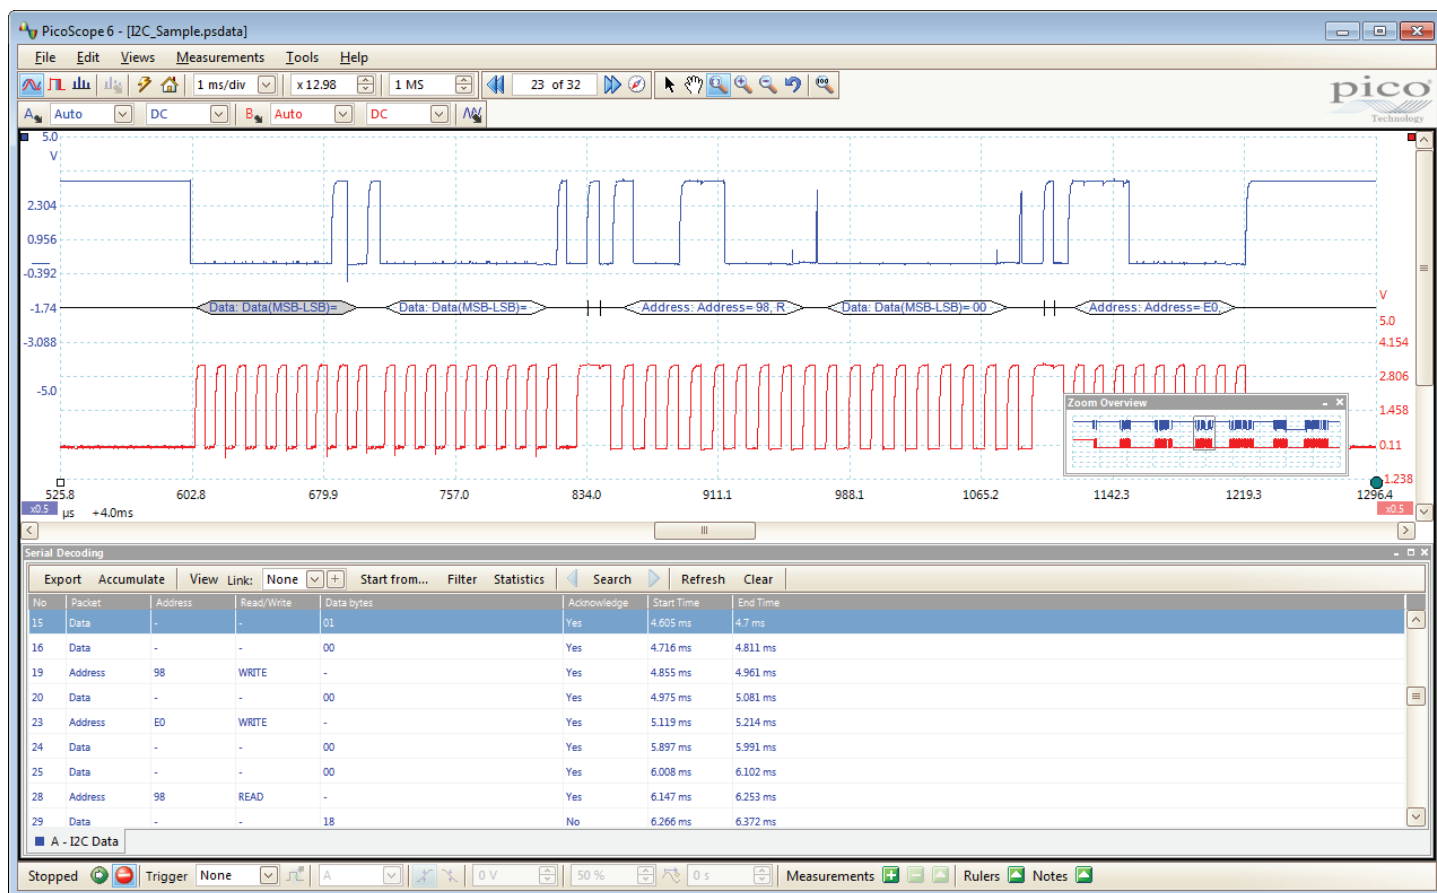 PicoScope 6 - [I2C_Sample.psdata]
File Edit Views Measurements Tools Help
1 ms/div x 12.98 1 MS 23 of 32
pico
Technology
A Auto DC B Auto DC
5.0
V
2.304
0.956
-0.392
-1.74
-3.088
-5.0
Data: Data(MSB-LSB)= Data: Data(MSB-LSB)= Address: Address= 98, R Data: Data(MSB-LSB)= 00 Address: Address= E0,
V
5.0
4.154
2.806
1.458
0.11
-1.238
Zoom Overview
525.8 602.8 679.9 757.0 834.0 911.1 988.1 1065.2 1142.3 1219.3 1296.4
x0.5 µs +4.0ms x0.5
Serial Decoding
Export Accumulate View Link: None Start from... Filter Statistics Search Refresh Clear
No Packet Address Read/Write Data bytes Acknowledge Start Time End Time
15 Data - - 01 Yes 4.605 ms 4.7 ms
16 Data - - 00 Yes 4.716 ms 4.811 ms
19 Address 98 WRITE - Yes 4.855 ms 4.961 ms
20 Data - - 00 Yes 4.975 ms 5.081 ms
23 Address E0 WRITE - Yes 5.119 ms 5.214 ms
24 Data - - 00 Yes 5.897 ms 5.991 ms
25 Data - - 00 Yes 6.008 ms 6.102 ms
28 Address 98 READ - Yes 6.147 ms 6.253 ms
29 Data - - 18 No 6.266 ms 6.372 ms
A - I2C Data
Stopped Trigger None A 0 V 50 % 0 s Measurements Rulers Notes